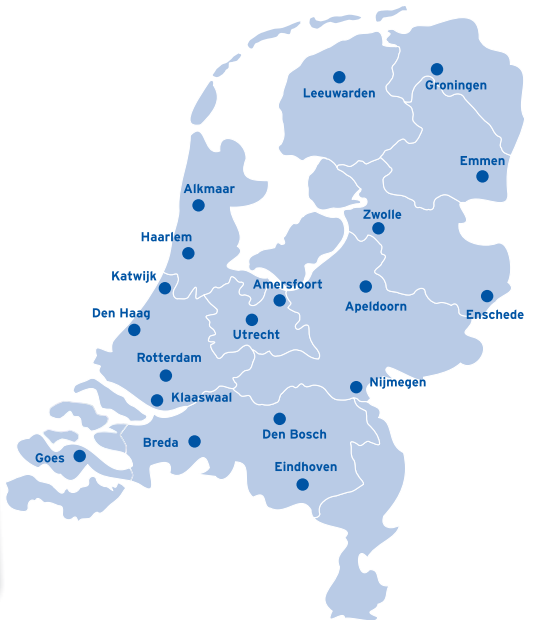 Groningen
Leeuwarden
Emmen
Alkmaar
Zwolle
Haarlem
Katwijk
Amersfoort
Apeldoorn
Den Haag
Enschede
Utrecht
Rotterdam
Nijmegen
Klaaswaal
Den Bosch
Breda
Goes
Eindhoven